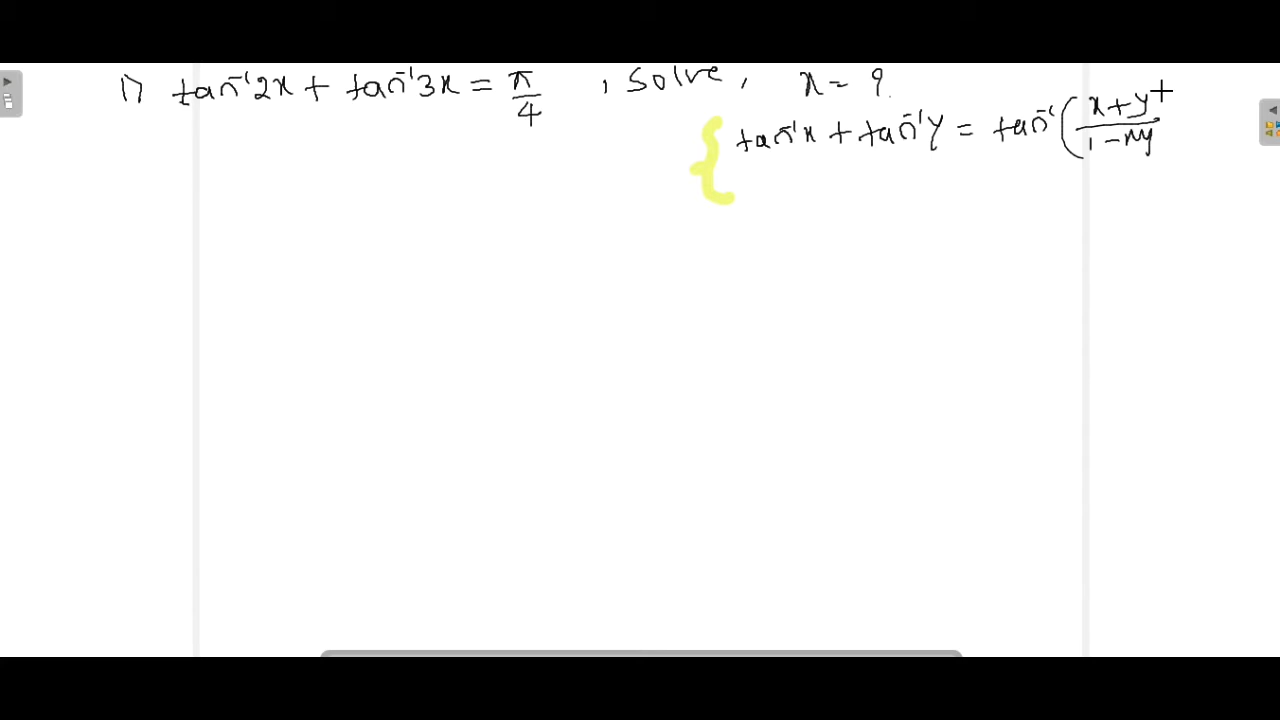 1) tan⁻¹2x + tan⁻¹3x = π/4 , Solve, x = ?
{ tan⁻¹x + tan⁻¹y = tan⁻¹( x+y / 1-xy